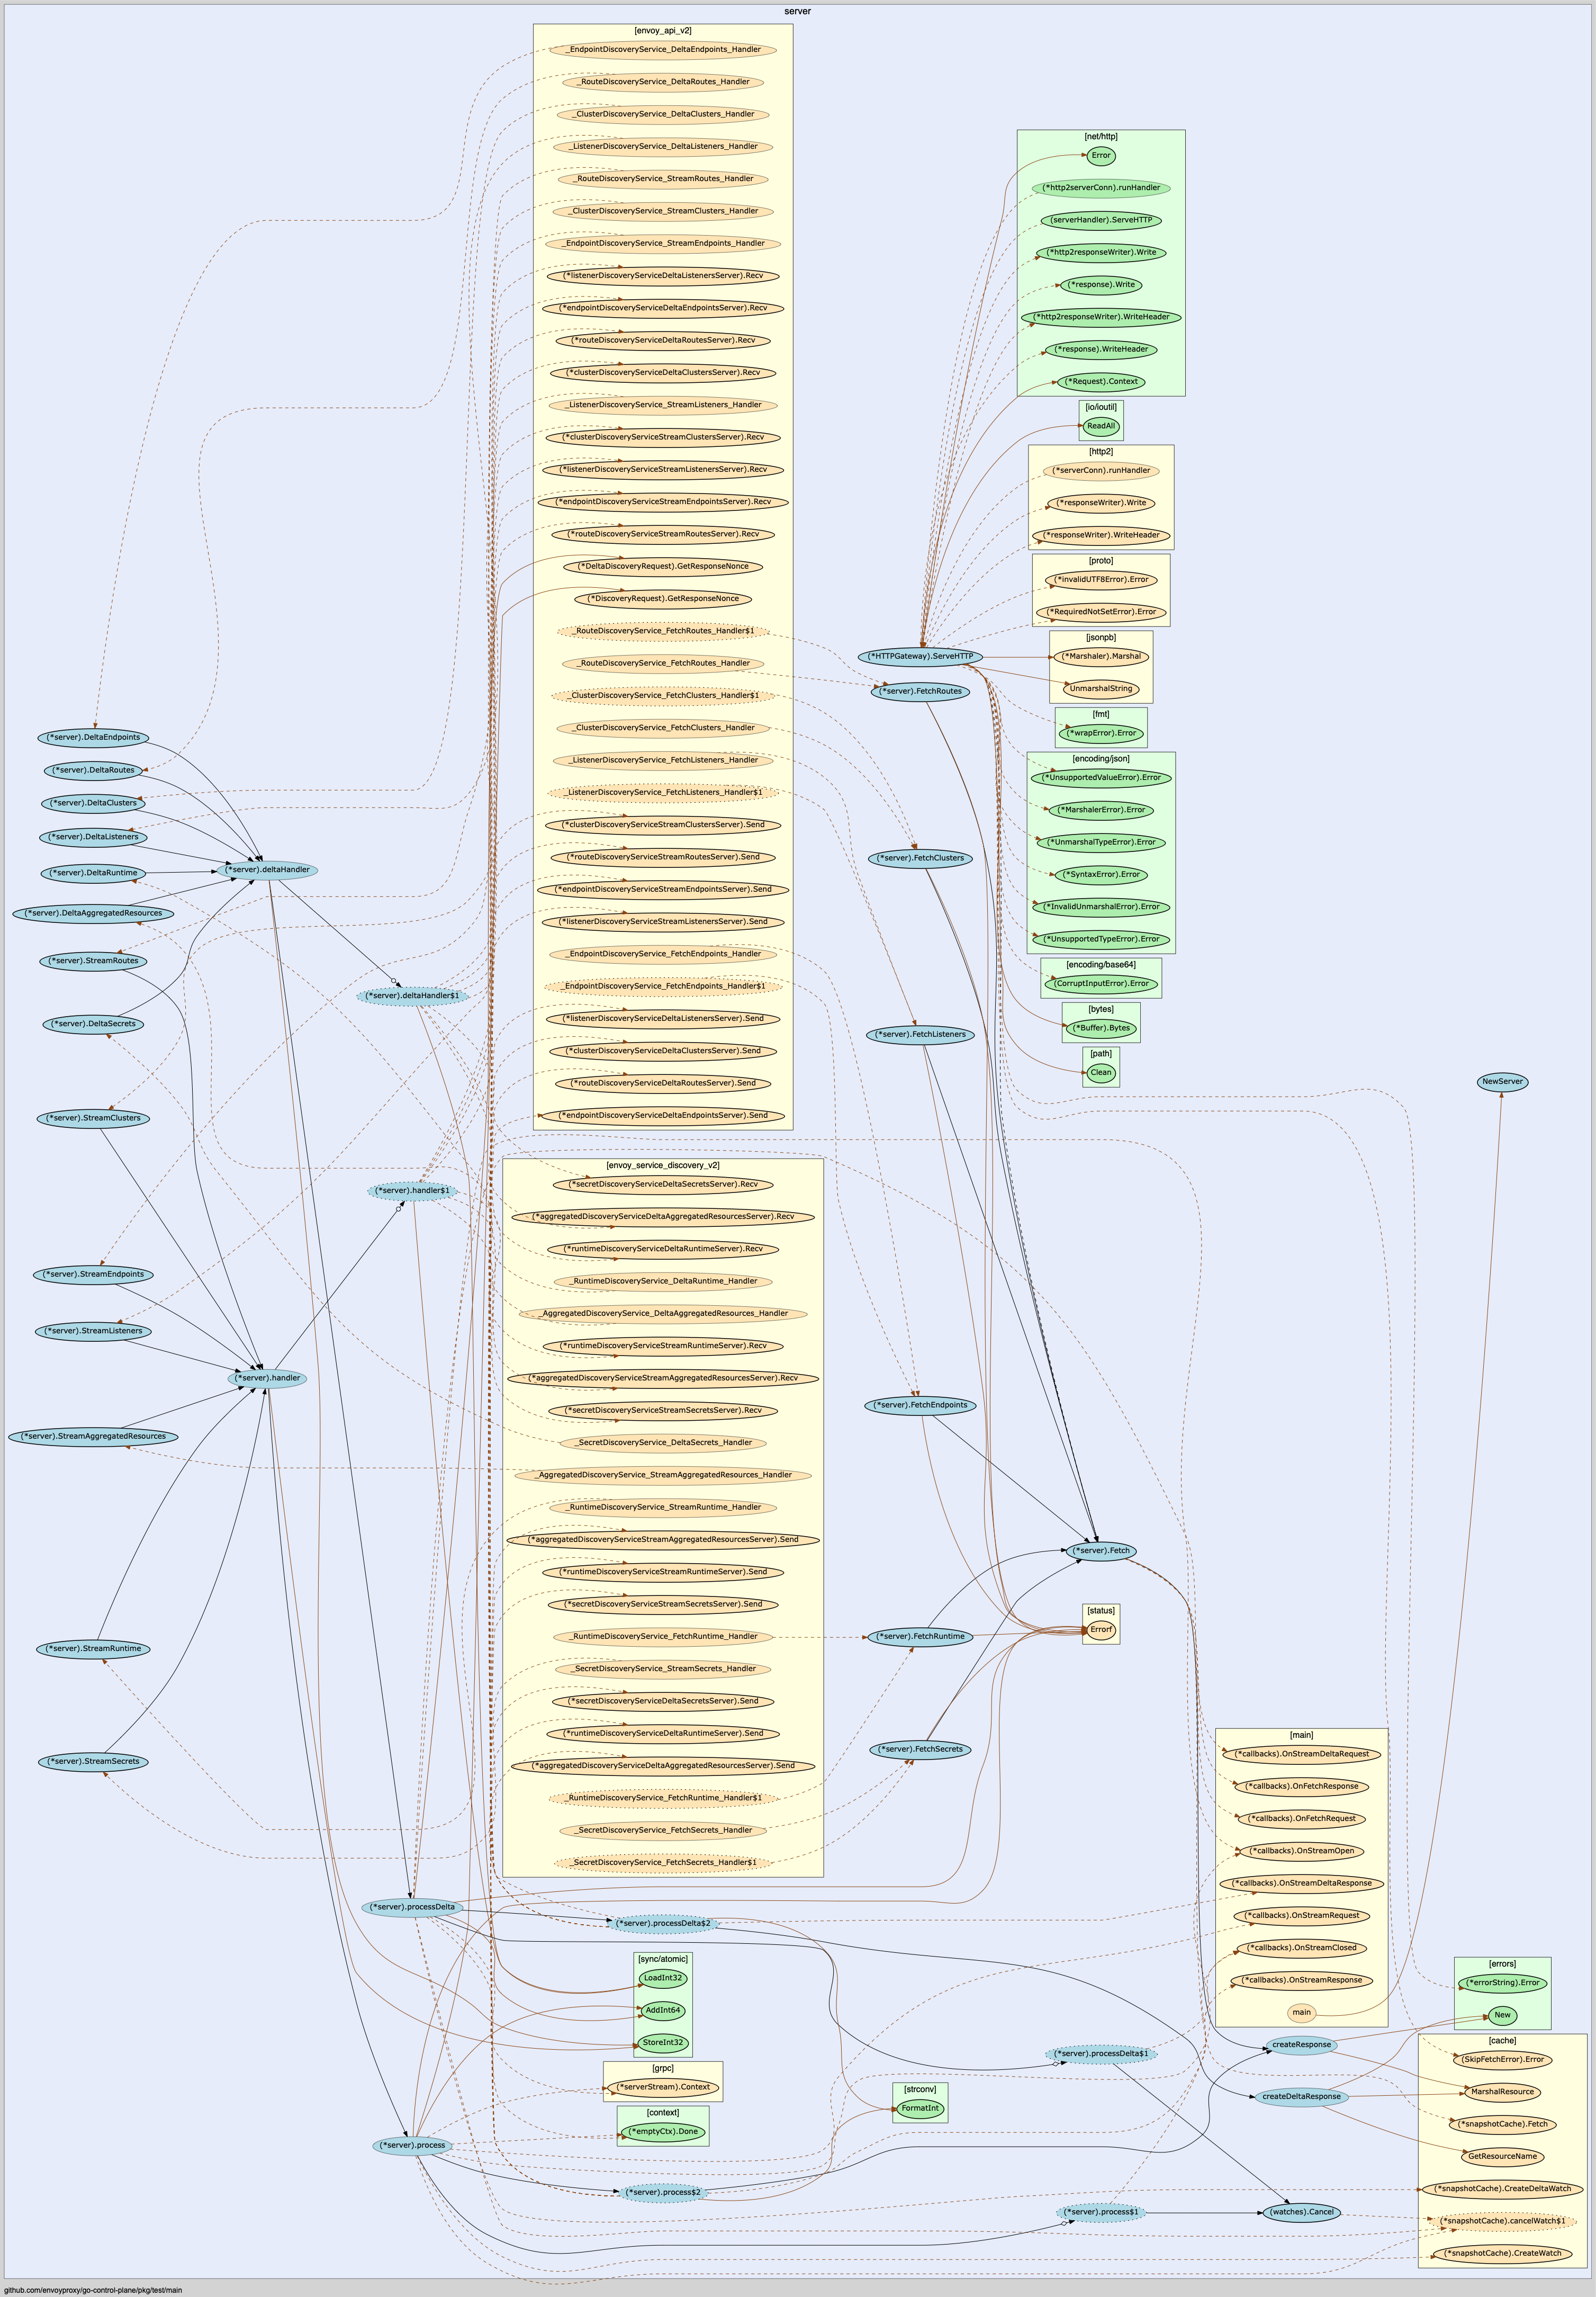 server
[envoy_api_v2]
_EndpointDiscoveryService_DeltaEndpoints_Handler
_RouteDiscoveryService_DeltaRoutes_Handler
_ClusterDiscoveryService_DeltaClusters_Handler
_ListenerDiscoveryService_DeltaListeners_Handler
_RouteDiscoveryService_StreamRoutes_Handler
_ClusterDiscoveryService_StreamClusters_Handler
_EndpointDiscoveryService_StreamEndpoints_Handler
(*listenerDiscoveryServiceDeltaListenersServer).Recv
(*endpointDiscoveryServiceDeltaEndpointsServer).Recv
(*routeDiscoveryServiceDeltaRoutesServer).Recv
(*clusterDiscoveryServiceDeltaClustersServer).Recv
_ListenerDiscoveryService_StreamListeners_Handler
(*clusterDiscoveryServiceStreamClustersServer).Recv
(*listenerDiscoveryServiceStreamListenersServer).Recv
(*endpointDiscoveryServiceStreamEndpointsServer).Recv
(*routeDiscoveryServiceStreamRoutesServer).Recv
(*DeltaDiscoveryRequest).GetResponseNonce
(*DiscoveryRequest).GetResponseNonce
_RouteDiscoveryService_FetchRoutes_Handler$1
_RouteDiscoveryService_FetchRoutes_Handler
_ClusterDiscoveryService_FetchClusters_Handler$1
_ClusterDiscoveryService_FetchClusters_Handler
_ListenerDiscoveryService_FetchListeners_Handler
_ListenerDiscoveryService_FetchListeners_Handler$1
(*clusterDiscoveryServiceStreamClustersServer).Send
(*routeDiscoveryServiceStreamRoutesServer).Send
(*endpointDiscoveryServiceStreamEndpointsServer).Send
(*listenerDiscoveryServiceStreamListenersServer).Send
_EndpointDiscoveryService_FetchEndpoints_Handler
_EndpointDiscoveryService_FetchEndpoints_Handler$1
(*listenerDiscoveryServiceDeltaListenersServer).Send
(*clusterDiscoveryServiceDeltaClustersServer).Send
(*routeDiscoveryServiceDeltaRoutesServer).Send
(*endpointDiscoveryServiceDeltaEndpointsServer).Send
[net/http]
Error
(*http2serverConn).runHandler
(serverHandler).ServeHTTP
(*http2responseWriter).Write
(*response).Write
(*http2responseWriter).WriteHeader
(*response).WriteHeader
(*Request).Context
[io/ioutil]
ReadAll
[http2]
(*serverConn).runHandler
(*responseWriter).Write
(*responseWriter).WriteHeader
[proto]
(*invalidUTF8Error).Error
(*RequiredNotSetError).Error
[jsonpb]
(*Marshaler).Marshal
UnmarshalString
[fmt]
(*wrapError).Error
[encoding/json]
(*UnsupportedValueError).Error
(*MarshalerError).Error
(*UnmarshalTypeError).Error
(*SyntaxError).Error
(*InvalidUnmarshalError).Error
(*UnsupportedTypeError).Error
[encoding/base64]
(CorruptInputError).Error
[bytes]
(*Buffer).Bytes
[path]
Clean
(*HTTPGateway).ServeHTTP
(*server).FetchRoutes
(*server).FetchClusters
(*server).FetchListeners
(*server).FetchEndpoints
(*server).FetchRuntime
(*server).FetchSecrets
(*server).Fetch
[status]
Errorf
NewServer
(*server).DeltaEndpoints
(*server).DeltaRoutes
(*server).DeltaClusters
(*server).DeltaListeners
(*server).DeltaRuntime
(*server).DeltaAggregatedResources
(*server).StreamRoutes
(*server).DeltaSecrets
(*server).StreamClusters
(*server).StreamEndpoints
(*server).StreamListeners
(*server).StreamAggregatedResources
(*server).StreamRuntime
(*server).StreamSecrets
(*server).deltaHandler
(*server).handler
(*server).deltaHandler$1
(*server).handler$1
(*server).processDelta
(*server).process
[envoy_service_discovery_v2]
(*secretDiscoveryServiceDeltaSecretsServer).Recv
(*aggregatedDiscoveryServiceDeltaAggregatedResourcesServer).Recv
(*runtimeDiscoveryServiceDeltaRuntimeServer).Recv
_RuntimeDiscoveryService_DeltaRuntime_Handler
_AggregatedDiscoveryService_DeltaAggregatedResources_Handler
(*runtimeDiscoveryServiceStreamRuntimeServer).Recv
(*aggregatedDiscoveryServiceStreamAggregatedResourcesServer).Recv
(*secretDiscoveryServiceStreamSecretsServer).Recv
_SecretDiscoveryService_DeltaSecrets_Handler
_AggregatedDiscoveryService_StreamAggregatedResources_Handler
_RuntimeDiscoveryService_StreamRuntime_Handler
(*aggregatedDiscoveryServiceStreamAggregatedResourcesServer).Send
(*runtimeDiscoveryServiceStreamRuntimeServer).Send
(*secretDiscoveryServiceStreamSecretsServer).Send
_RuntimeDiscoveryService_FetchRuntime_Handler
_SecretDiscoveryService_StreamSecrets_Handler
(*secretDiscoveryServiceDeltaSecretsServer).Send
(*runtimeDiscoveryServiceDeltaRuntimeServer).Send
(*aggregatedDiscoveryServiceDeltaAggregatedResourcesServer).Send
_RuntimeDiscoveryService_FetchRuntime_Handler$1
_SecretDiscoveryService_FetchSecrets_Handler
_SecretDiscoveryService_FetchSecrets_Handler$1
(*server).processDelta$2
[sync/atomic]
LoadInt32
AddInt64
StoreInt32
[grpc]
(*serverStream).Context
[context]
(*emptyCtx).Done
(*server).process$2
[strconv]
FormatInt
(*server).processDelta$1
(*server).process$1
[main]
(*callbacks).OnStreamDeltaRequest
(*callbacks).OnFetchResponse
(*callbacks).OnFetchRequest
(*callbacks).OnStreamOpen
(*callbacks).OnStreamDeltaResponse
(*callbacks).OnStreamRequest
(*callbacks).OnStreamClosed
(*callbacks).OnStreamResponse
main
createResponse
createDeltaResponse
(watches).Cancel
[errors]
(*errorString).Error
New
[cache]
(SkipFetchError).Error
MarshalResource
(*snapshotCache).Fetch
GetResourceName
(*snapshotCache).CreateDeltaWatch
(*snapshotCache).cancelWatch$1
(*snapshotCache).CreateWatch
github.com/envoyproxy/go-control-plane/pkg/test/main